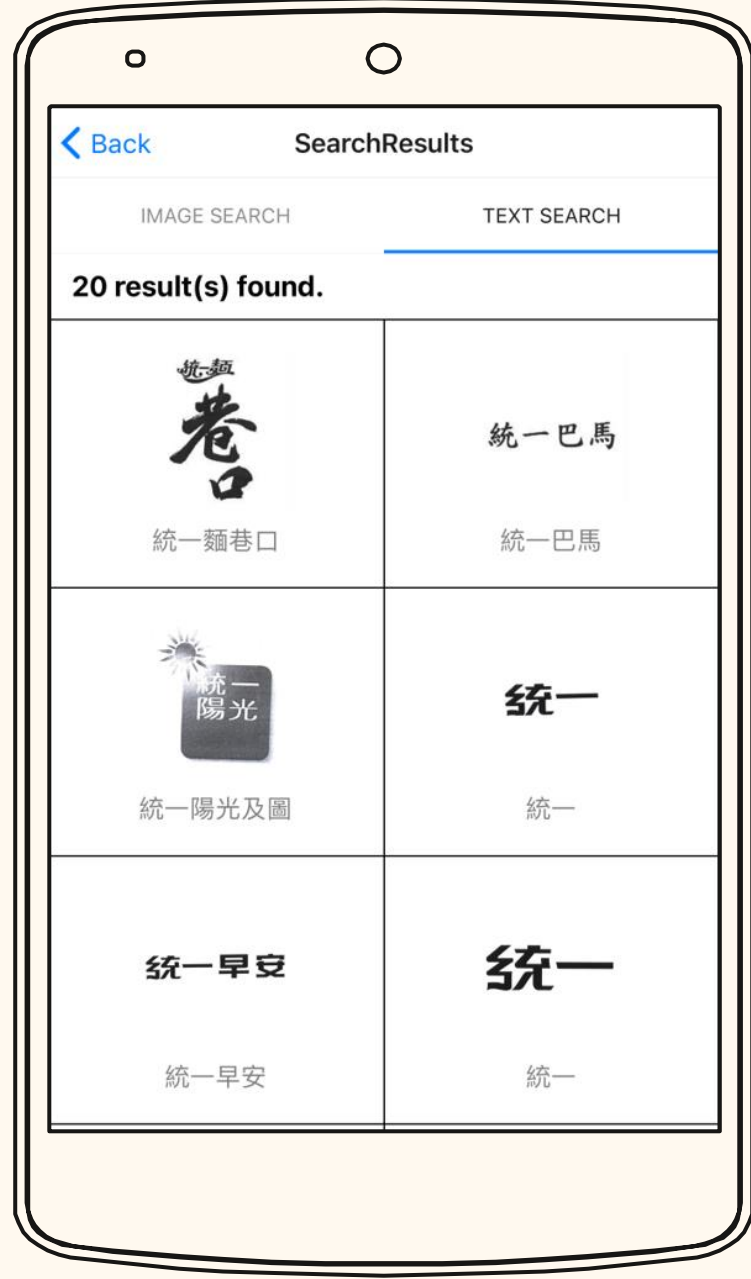 Back
SearchResults
IMAGE SEARCH
TEXT SEARCH
20 result(s) found.
統一麵
巷口
統一麵巷口
統一巴馬
統一巴馬
統一
陽光
統一陽光及圖
統一
統一
統一早安
統一早安
統一
統一